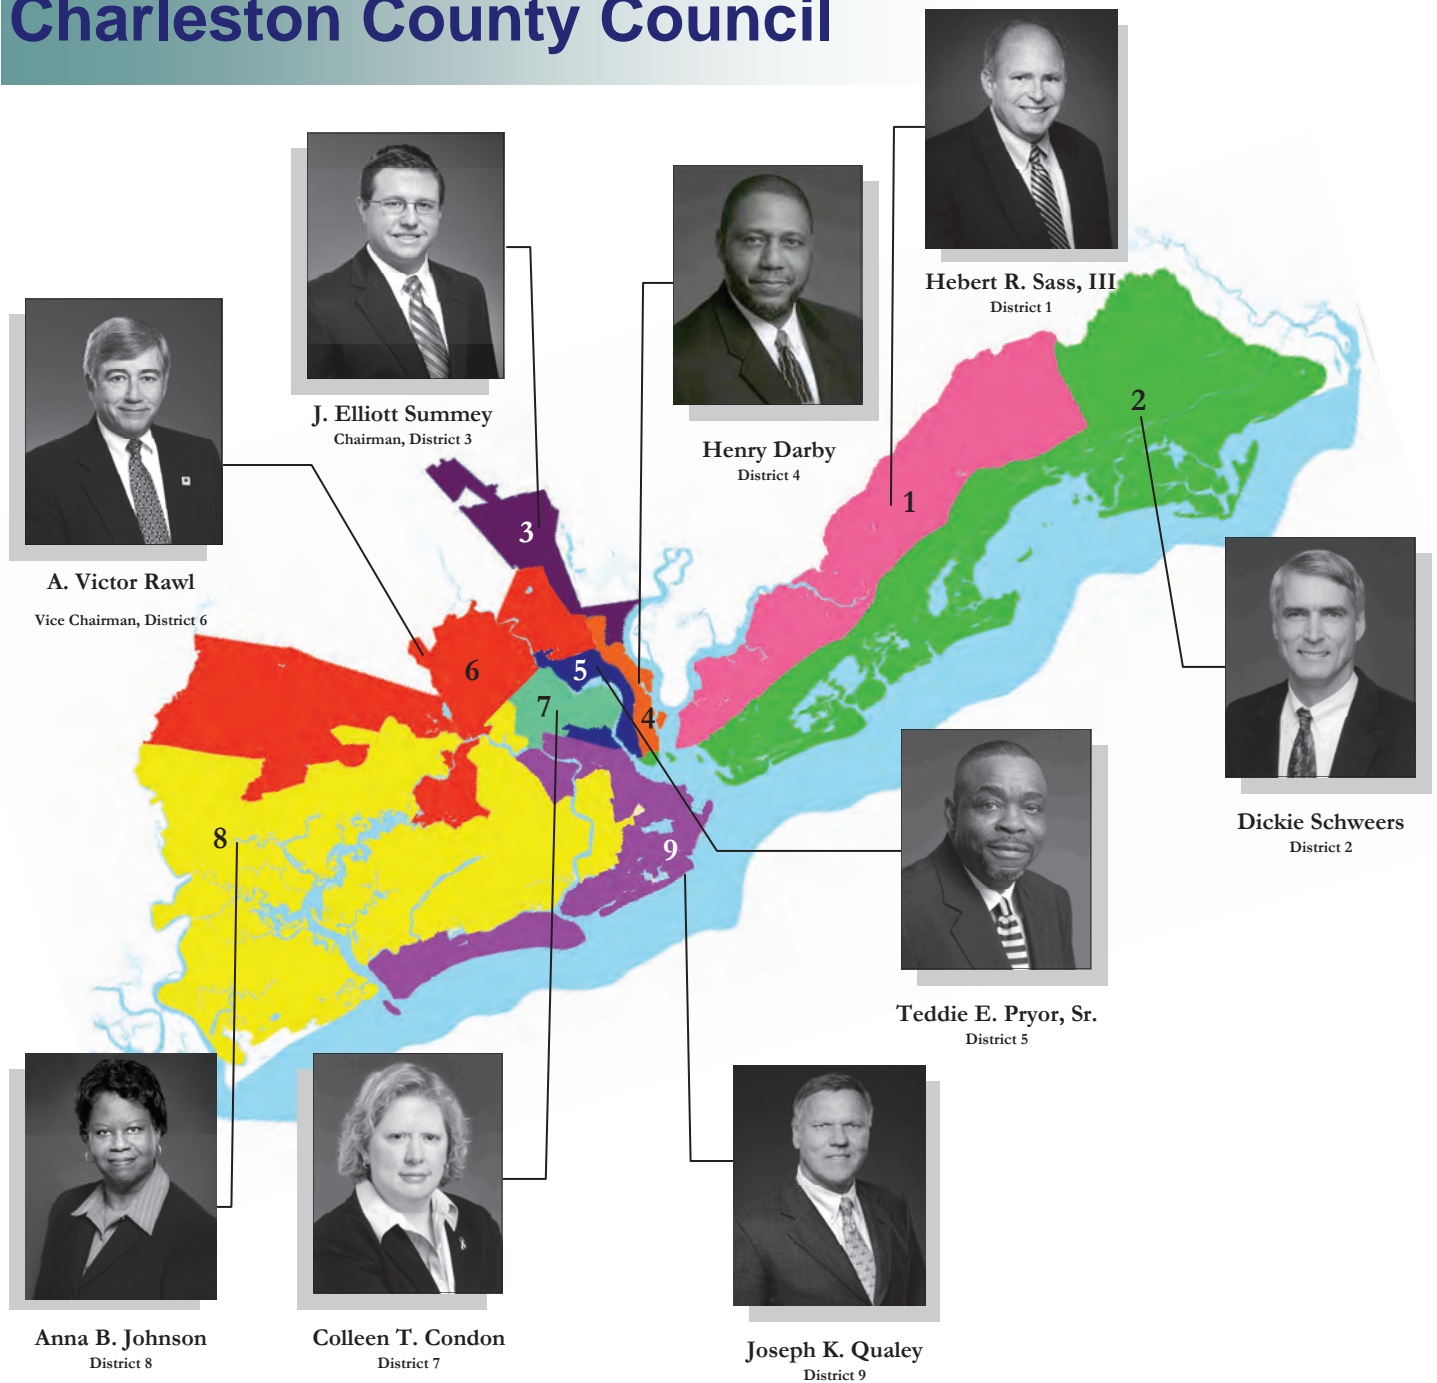 Charleston County Council
Hebert R. Sass, III
District 1
J. Elliott Summey
Chairman, District 3
Henry Darby
District 4
A. Victor Rawl
Vice Chairman, District 6
2
1
3
6
5
7
4
8
9
Dickie Schweers
District 2
Teddie E. Pryor, Sr.
District 5
Anna B. Johnson
District 8
Colleen T. Condon
District 7
Joseph K. Qualey
District 9